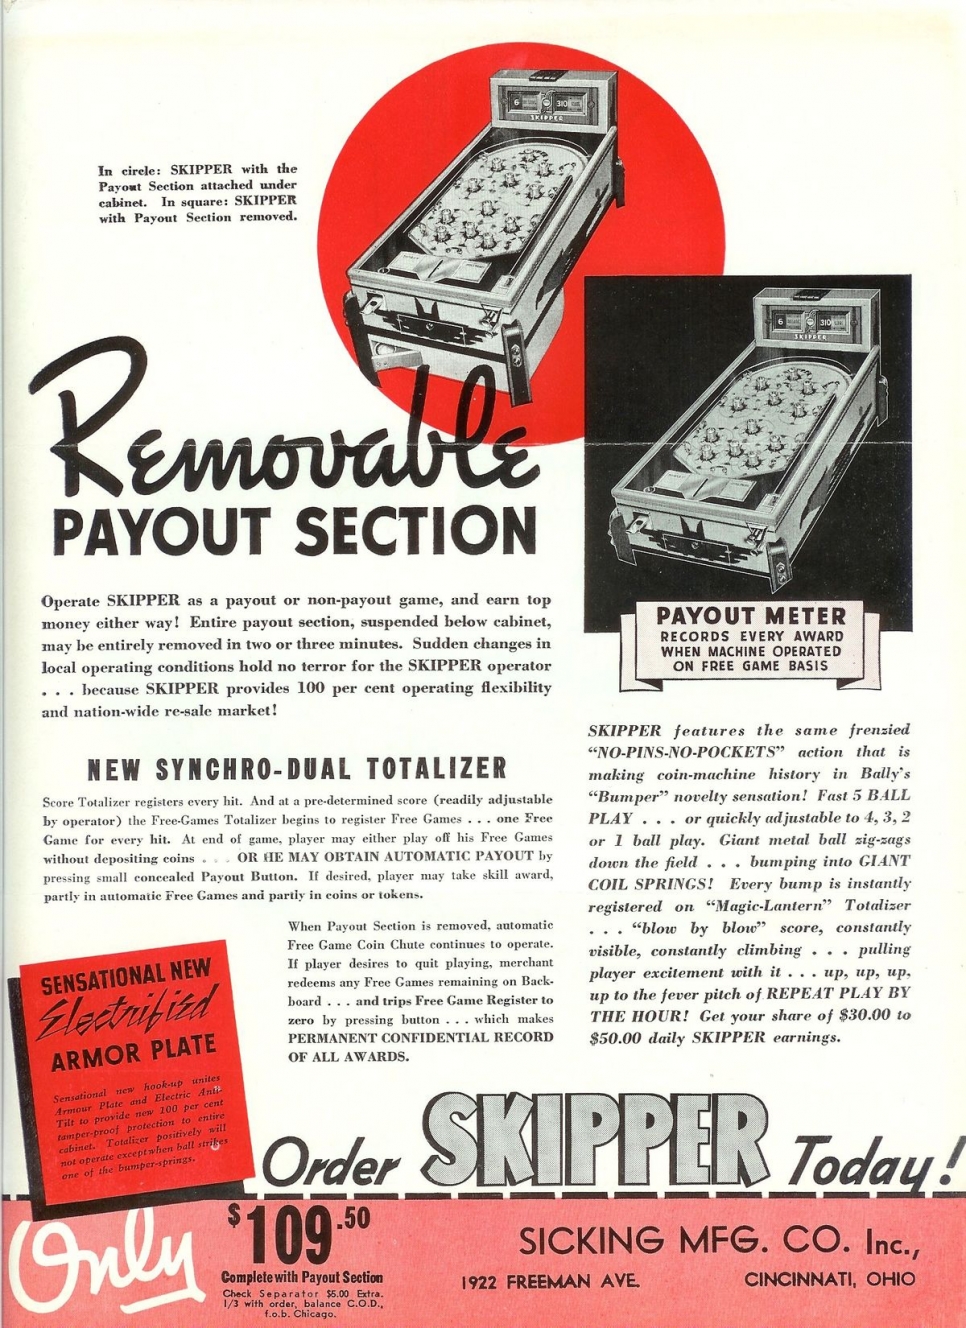 6 310
SKIPPER
In circle: SKIPPER with the
Payout Section attached under
cabinet. In square: SKIPPER
with Payout Section removed.
6 310
SKIPPER
Removable
PAYOUT SECTION
PAYOUT METER
RECORDS EVERY AWARD
WHEN MACHINE OPERATED
ON FREE GAME BASIS
Operate SKIPPER as a payout or non-payout game, and earn top
money either way! Entire payout section, suspended below cabinet,
may be entirely removed in two or three minutes. Sudden changes in
local operating conditions hold no terror for the SKIPPER operator
. . . because SKIPPER provides 100 per cent operating flexibility
and nation-wide re-sale market!
NEW SYNCHRO-DUAL TOTALIZER
Score Totalizer registers every hit. And at a pre-determined score (readily adjustable
by operator) the Free-Games Totalizer begins to register Free Games . . . one Free
Game for every hit. At end of game, player may either play off his Free Games
without depositing coins . . . OR HE MAY OBTAIN AUTOMATIC PAYOUT by
pressing small concealed Payout Button. If desired, player may take skill award,
partly in automatic Free Games and partly in coins or tokens.
When Payout Section is removed, automatic
Free Game Coin Chute continues to operate.
If player desires to quit playing, merchant
redeems any Free Games remaining on Back-
board . . . and trips Free Game Register to
zero by pressing button . . . which makes
PERMANENT CONFIDENTIAL RECORD
OF ALL AWARDS.
SKIPPER features the same frenzied
"NO-PINS-NO-POCKETS" action that is
making coin-machine history in Bally's
"Bumper" novelty sensation! Fast 5 BALL
PLAY . . . or quickly adjustable to 4, 3, 2
or 1 ball play. Giant metal ball zig-zags
down the field . . . bumping into GIANT
COIL SPRINGS! Every bump is instantly
registered on "Magic-Lantern" Totalizer
. . . "blow by blow" score, constantly
visible, constantly climbing . . . pulling
player excitement with it . . . up, up, up,
up to the fever pitch of REPEAT PLAY BY
THE HOUR! Get your share of $30.00 to
$50.00 daily SKIPPER earnings.
SENSATIONAL NEW
Electrified
ARMOR PLATE
Sensational new hook-up unites
Armour Plate and Electric Anti-
Tilt to provide new 100 per cent
tamper-proof protection to entire
cabinet. Totalizer positively will
not operate except when ball strikes
one of the bumper-springs.
Order SKIPPER Today!
Only $109.50
Complete with Payout Section
Check Separator $5.00 Extra.
1/3 with order, balance C.O.D.,
f.o.b. Chicago.
SICKING MFG. CO. Inc.,
1922 FREEMAN AVE. CINCINNATI, OHIO